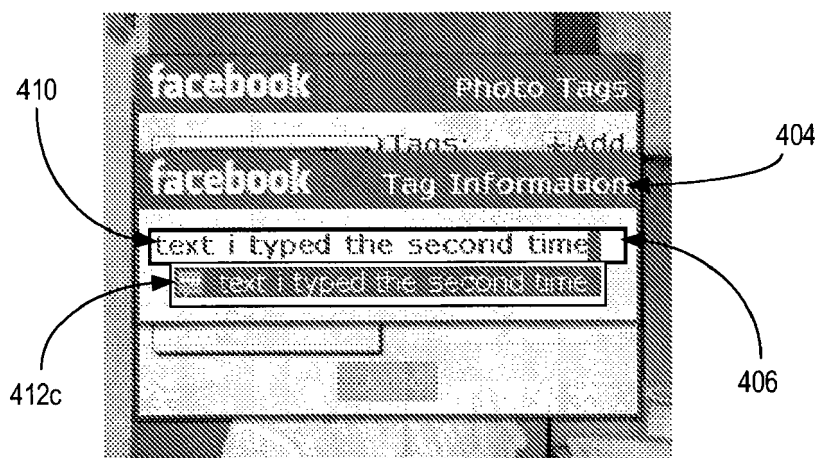 facebook Photo Tags
410
Tags: Add
404
facebook Tag Information
text i typed the second time
text i typed the second time
412c
406